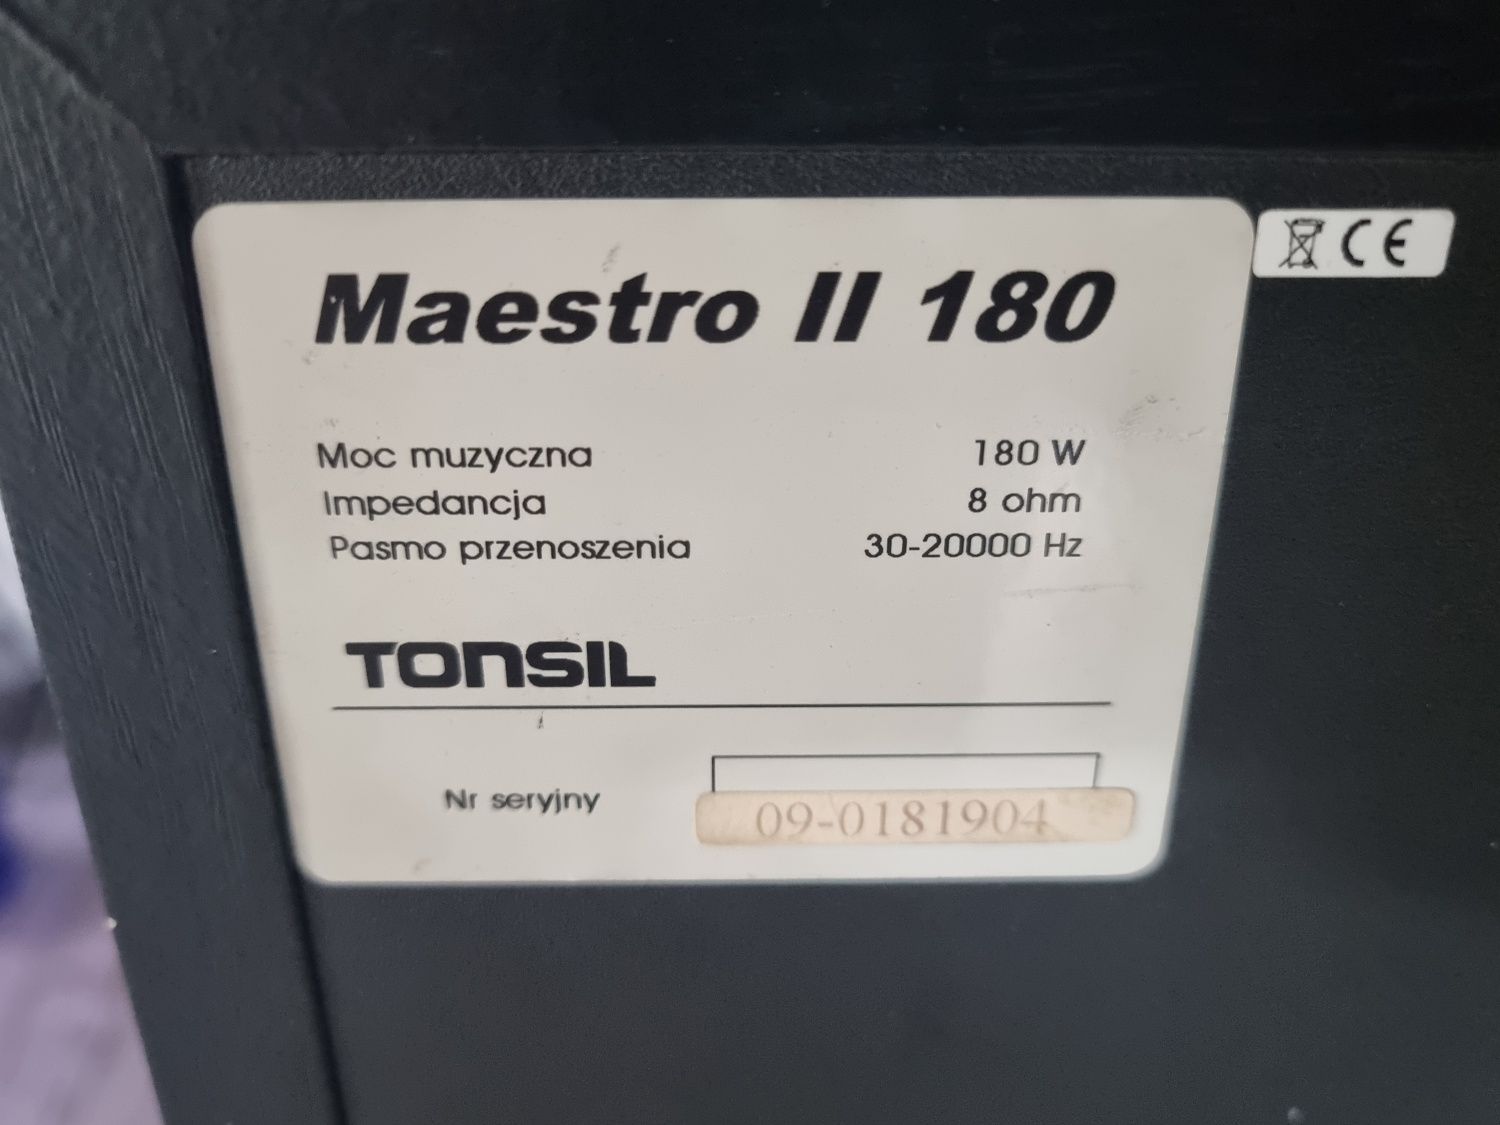 Maestro II 180
CE
Moc muzyczna 180 W
Impedancja 8 ohm
Pasmo przenoszenia 30-20000 Hz
TONSIL
Nr seryjny 09-0181904